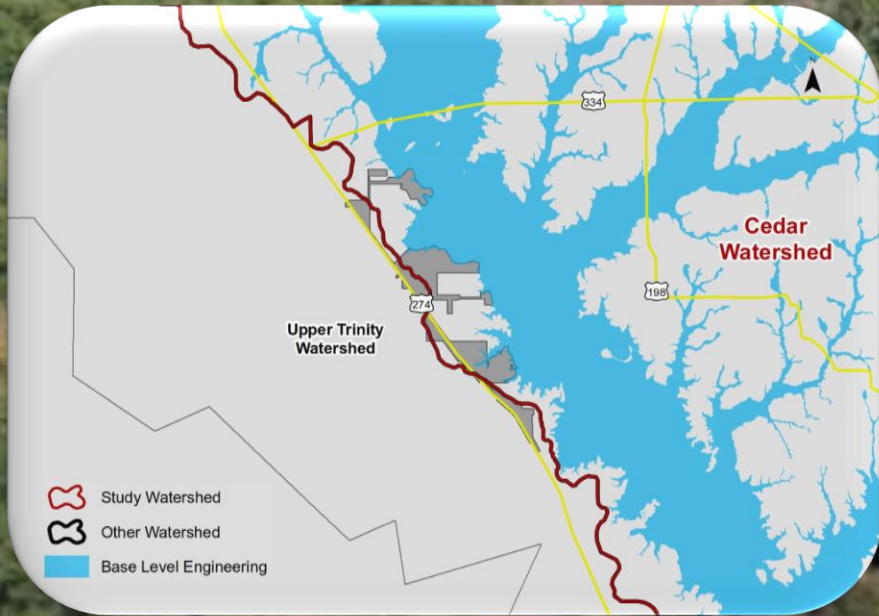 N
334
Cedar
Watershed
198
274
Upper Trinity
Watershed
Study Watershed
Other Watershed
Base Level Engineering